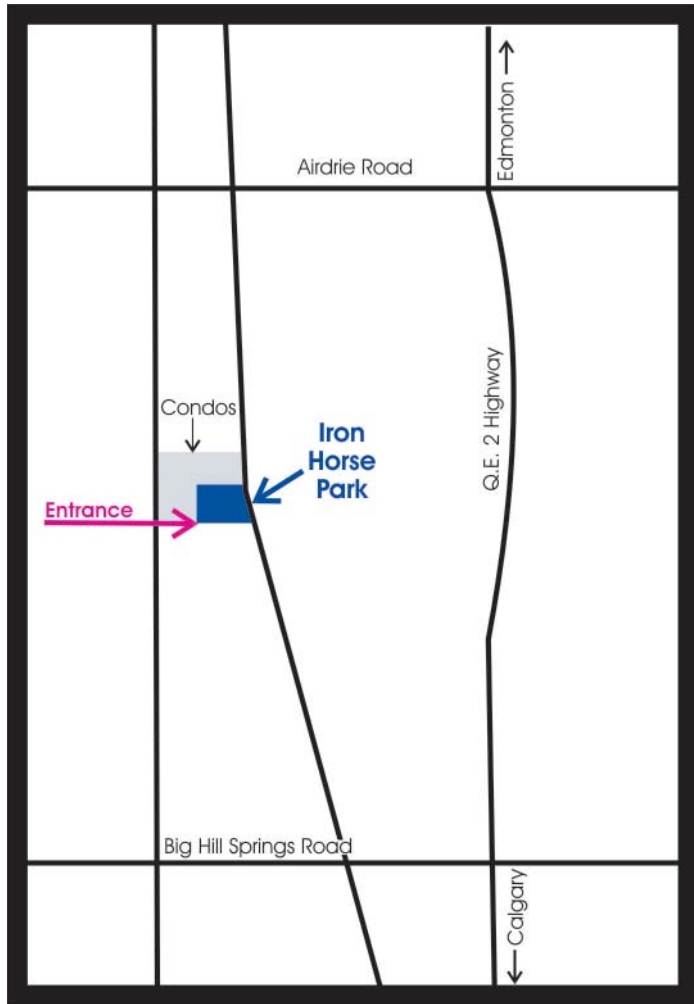 Edmonton
Airdrie Road
Q.E. 2 Highway
Condos
Iron
Horse
Park
Entrance
Big Hill Springs Road
Calgary